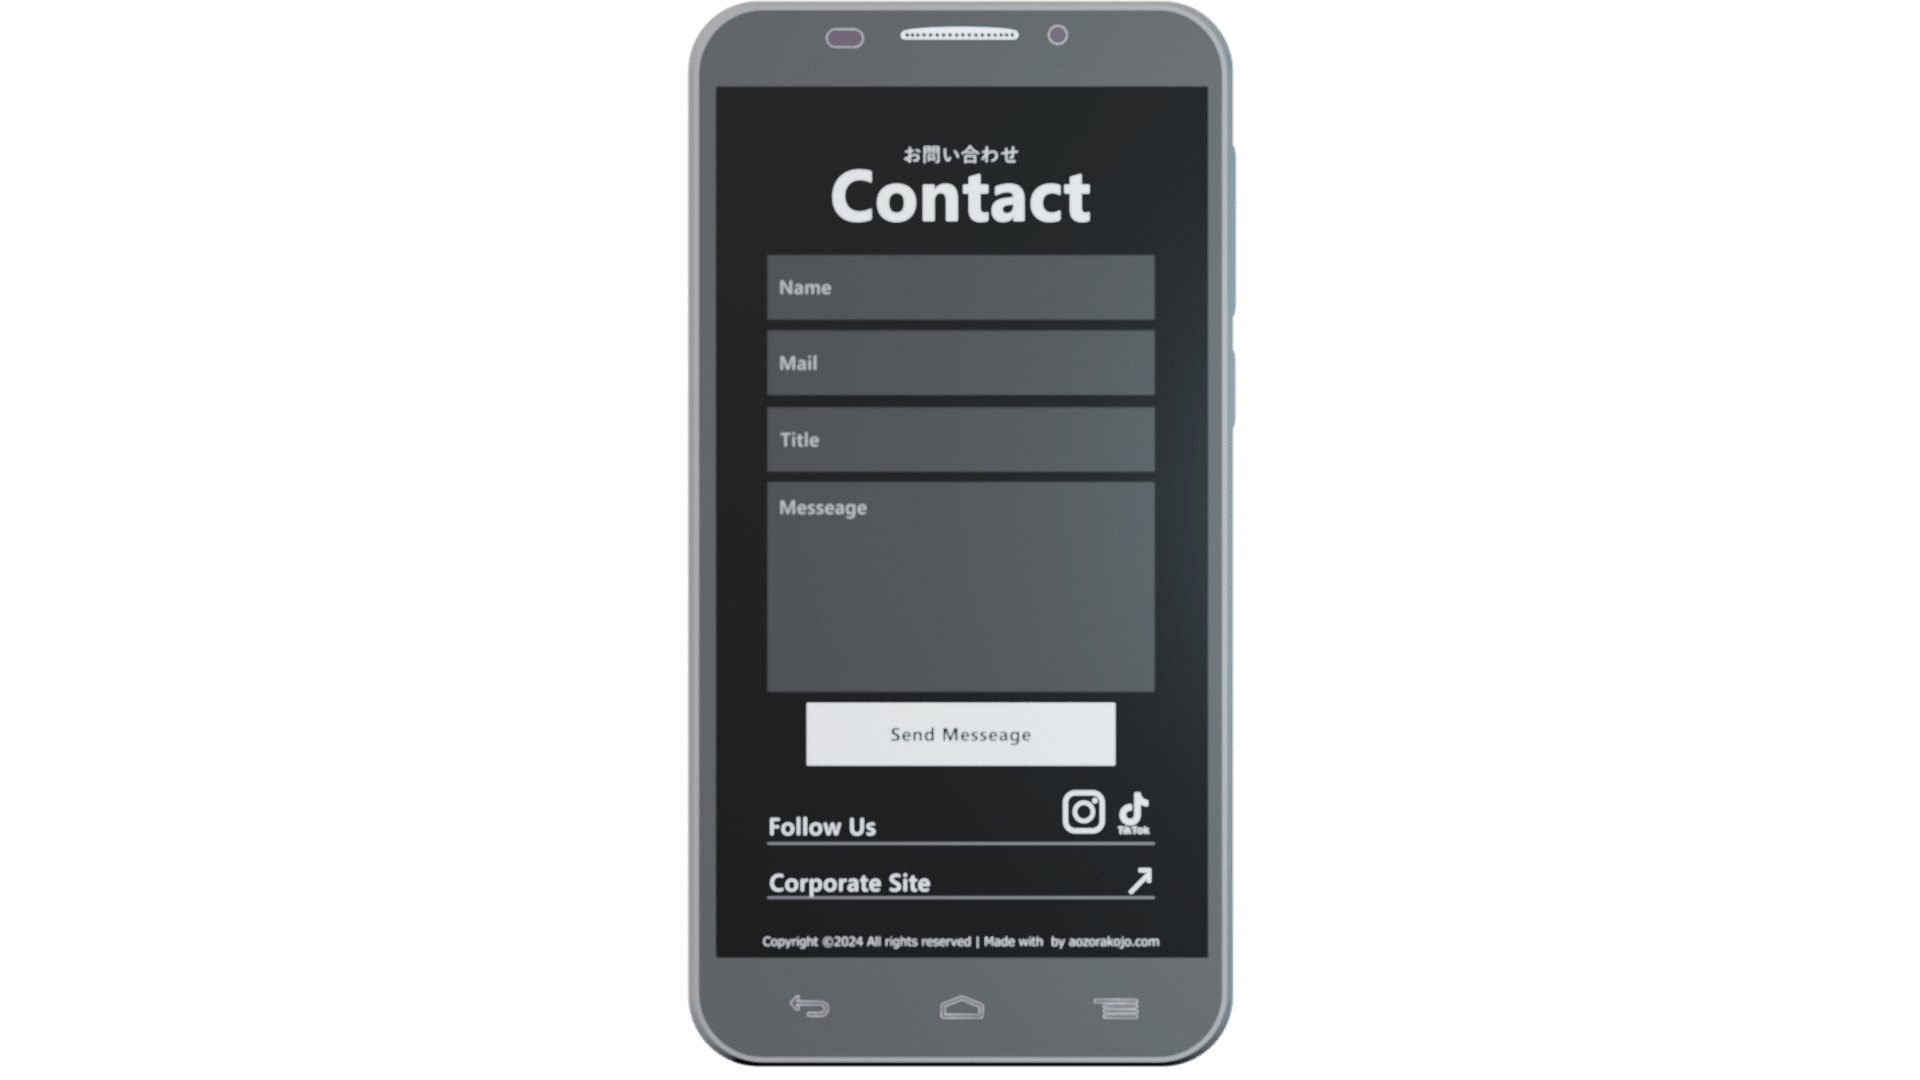 お問い合わせ
Contact
Name
Mail
Title
Messeage
Send Messeage
Follow Us
TikTok
Corporate Site
Copyright ©2024 All rights reserved | Made with by aozorakojo.com